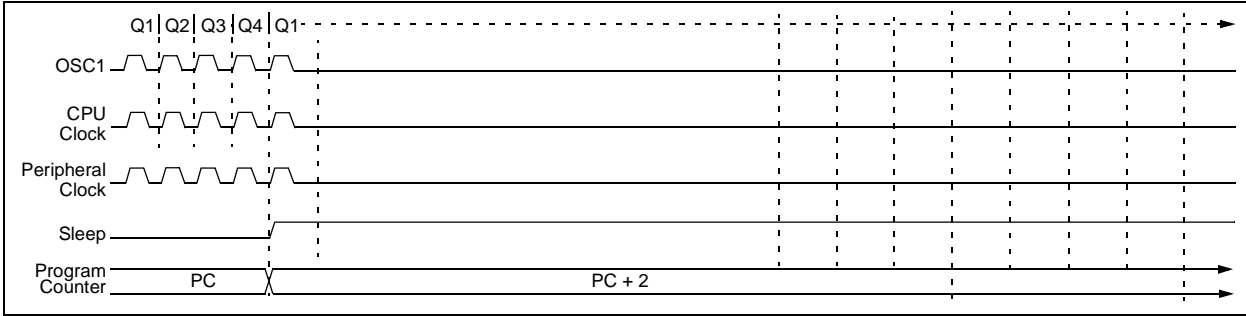 Q1 Q2 Q3 Q4 Q1
OSC1
CPU
Clock
Peripheral
Clock
Sleep
Program
Counter
PC
PC + 2